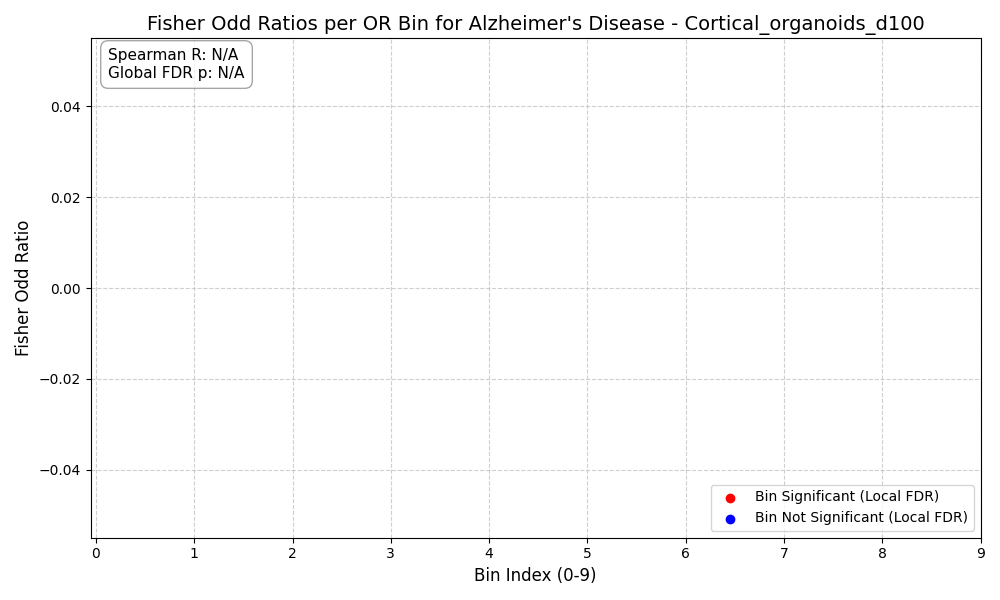 Fisher Odd Ratios per OR Bin for Alzheimer's Disease - Cortical_organoids_d100
Spearman R: N/A
Global FDR p: N/A
Fisher Odd Ratio
0.04
0.02
0.00
−0.02
−0.04
Bin Significant (Local FDR)
Bin Not Significant (Local FDR)
0 1 2 3 4 5 6 7 8 9
Bin Index (0-9)